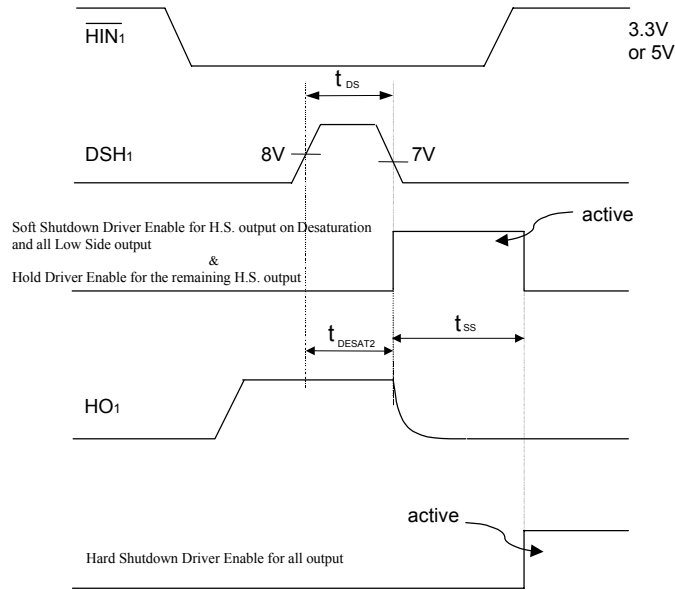 HIN1
3.3V
or 5V
tDS
DSH1
8V
7V
active
Soft Shutdown Driver Enable for H.S. output on Desaturation
and all Low Side output
&
Hold Driver Enable for the remaining H.S. output
tDESAT2
tSS
HO1
active
Hard Shutdown Driver Enable for all output